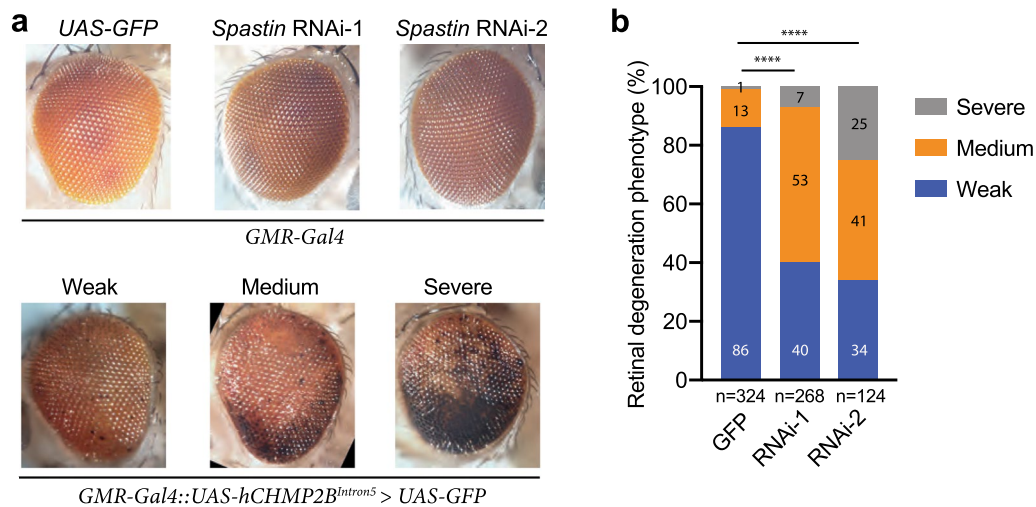 a
UAS-GFP Spastin RNAi-1 Spastin RNAi-2
GMR-Gal4
Weak Medium Severe
GMR-Gal4::UAS-hCHMP2BIntron5 > UAS-GFP
b
**** 
****
Retinal degeneration phenotype (%)
100
80
60
40
20
0
1
13
86
7
53
40
25
41
34
n=324 n=268 n=124
GFP RNAi-1 RNAi-2
Severe
Medium
Weak